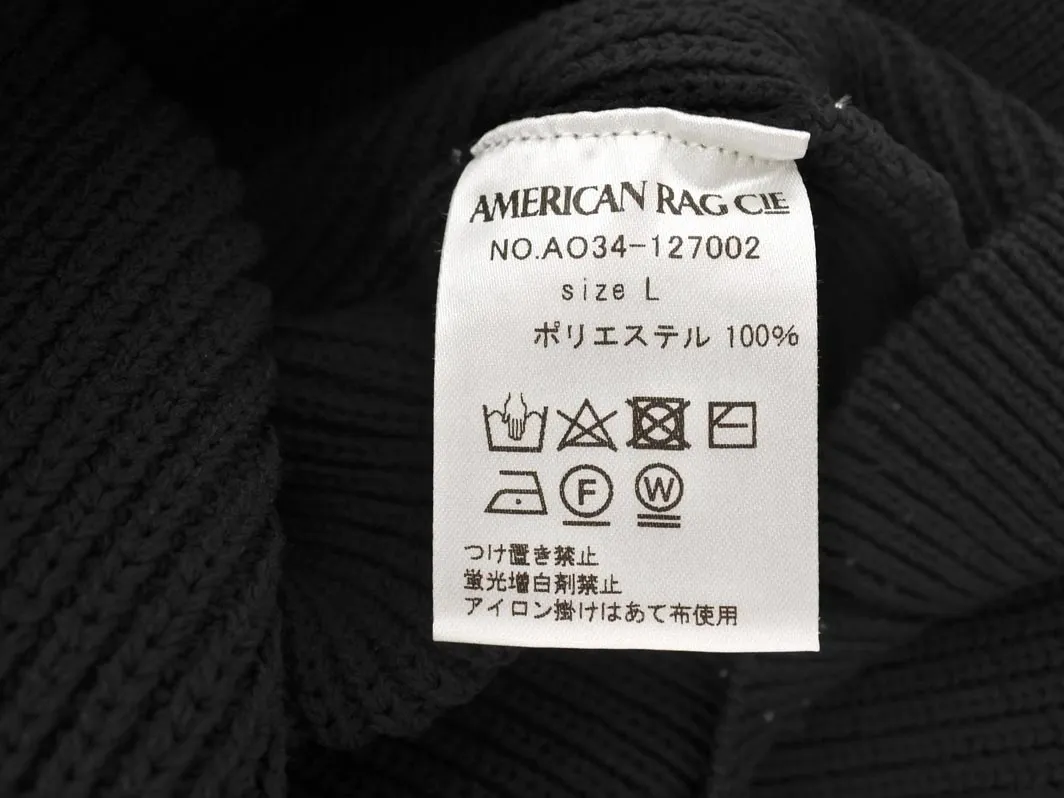 AMERICAN RAG CIE
NO.AO34-127002
size L
ポリエステル 100%
F W
つけ置き禁止
蛍光増白剤禁止
アイロン掛けはあて布使用